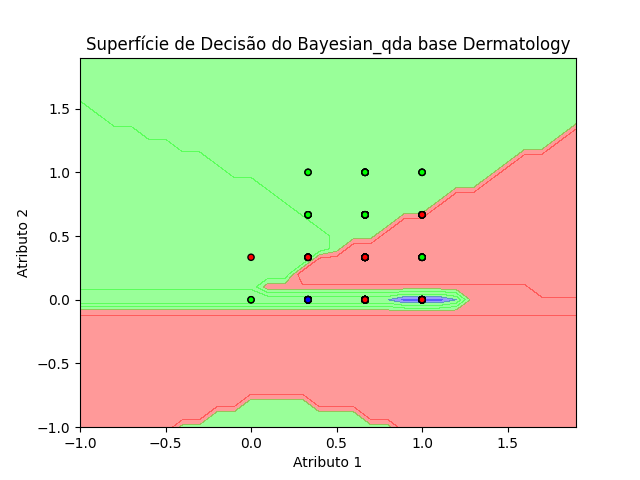 Superfície de Decisão do Bayesian_qda base Dermatology
Atributo 2
1.5
1.0
0.5
0.0
−0.5
−1.0
−1.0 −0.5 0.0 0.5 1.0 1.5
Atributo 1